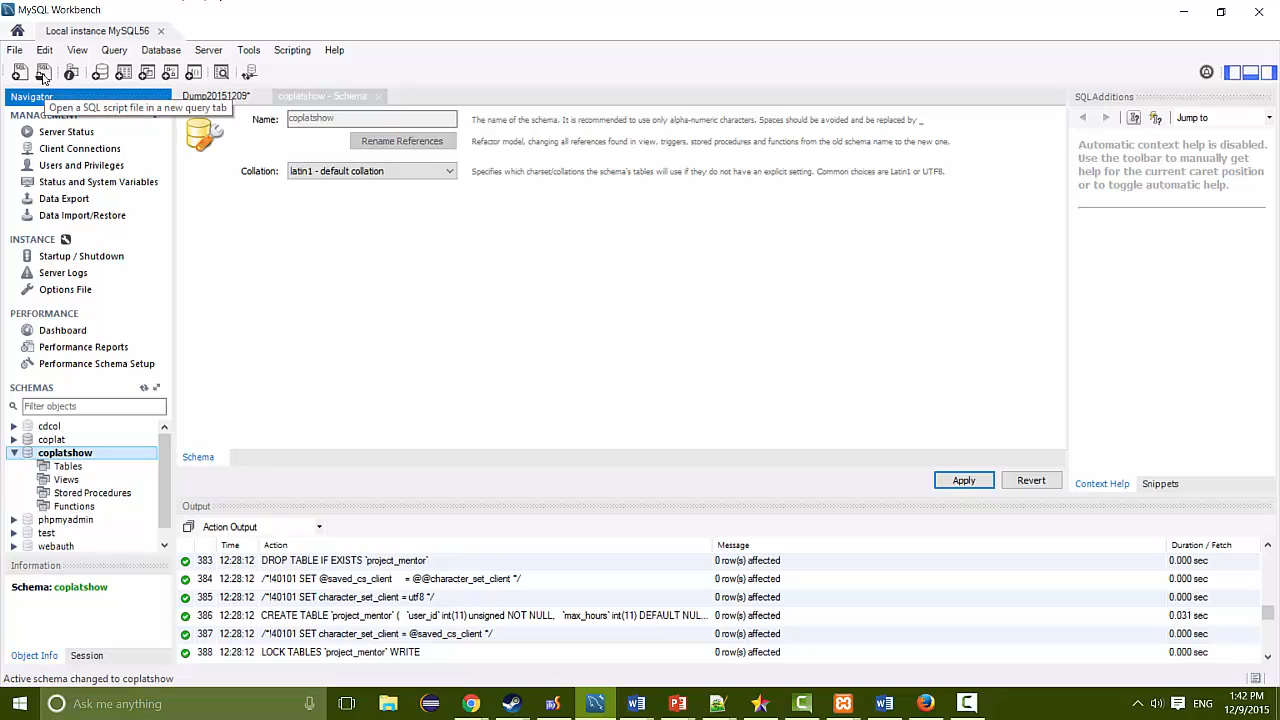 MySQL Workbench
Local instance MySQL56
File Edit View Query Database Server Tools Scripting Help
Navigator
Open a SQL script file in a new query tab
Dump20151209*
coplatshow - Schema
SQLAdditions
MANAGEMENT
Server Status
Client Connections
Users and Privileges
Status and System Variables
Data Export
Data Import/Restore
INSTANCE
Startup / Shutdown
Server Logs
Options File
PERFORMANCE
Dashboard
Performance Reports
Performance Schema Setup
SCHEMAS
Filter objects
cdcol
coplat
coplatshow
Tables
Views
Stored Procedures
Functions
phpmyadmin
test
webauth
Information
Schema: coplatshow
Object Info Session
Name: coplatshow The name of the schema. It is recommended to use only alpha-numeric characters. Spaces should be avoided and be replaced by _
Rename References Refactor model, changing all references found in view, triggers, stored procedures and functions from the old schema name to the new one.
Collation: latin1 - default collation Specifies which charset/collations the schema's tables will use if they do not have an explicit setting. Common choices are Latin1 or UTF8.
Schema
Apply Revert
Jump to
Automatic context help is disabled.
Use the toolbar to manually get
help for the current caret position
or to toggle automatic help.
Context Help Snippets
Output
Action Output
Time Action Message Duration / Fetch
383 12:28:12 DROP TABLE IF EXISTS `project_mentor` 0 row(s) affected 0.000 sec
384 12:28:12 /*!40101 SET @saved_cs_client = @@character_set_client */ 0 row(s) affected 0.000 sec
385 12:28:12 /*!40101 SET character_set_client = utf8 */ 0 row(s) affected 0.000 sec
386 12:28:12 CREATE TABLE `project_mentor` ( `user_id` int(11) unsigned NOT NULL, `max_hours` int(11) DEFAULT NUL... 0 row(s) affected 0.031 sec
387 12:28:12 /*!40101 SET character_set_client = @saved_cs_client */ 0 row(s) affected 0.000 sec
388 12:28:12 LOCK TABLES `project_mentor` WRITE 0 row(s) affected 0.000 sec
Active schema changed to coplatshow
Ask me anything
ENG
1:42 PM
12/9/2015